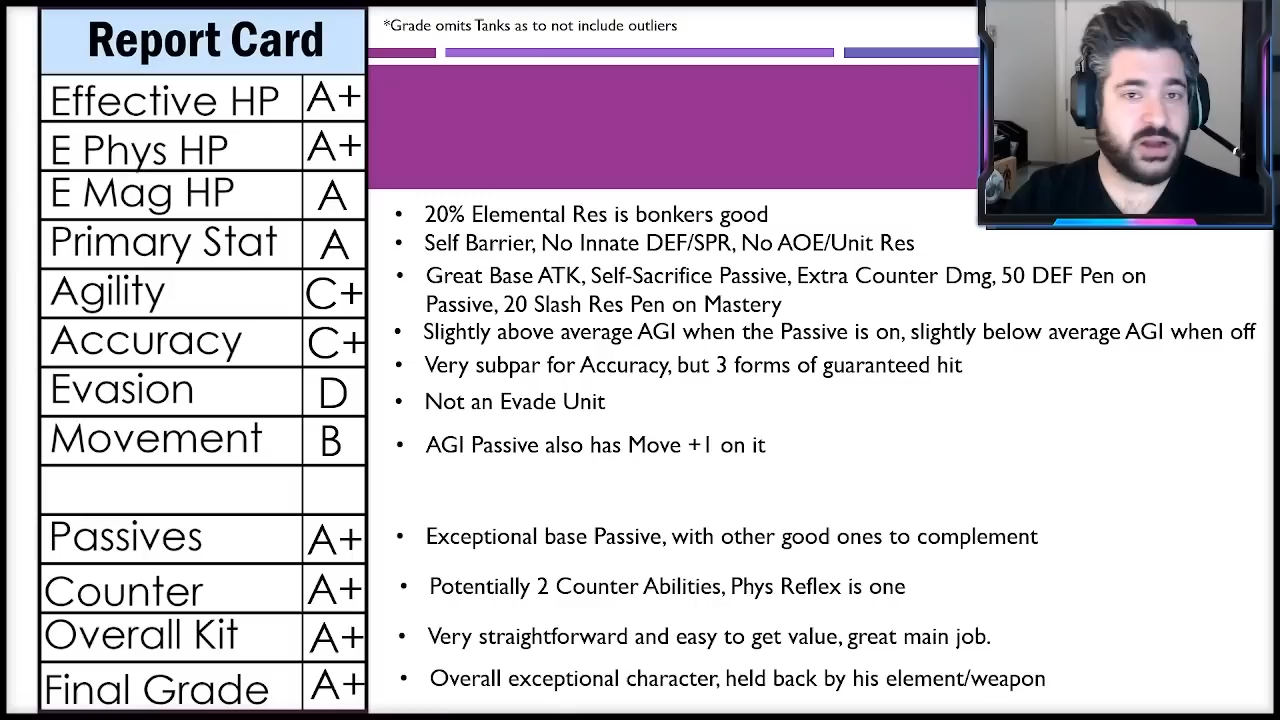 Report Card
*Grade omits Tanks as to not include outliers
Effective HP A+
E Phys HP A+
E Mag HP A
Primary Stat A
Agility C+
Accuracy C+
Evasion D
Movement B
Passives A+
Counter A+
Overall Kit A+
Final Grade A+
• 20% Elemental Res is bonkers good
• Self Barrier, No Innate DEF/SPR, No AOE/Unit Res
• Great Base ATK, Self-Sacrifice Passive, Extra Counter Dmg, 50 DEF Pen on
Passive, 20 Slash Res Pen on Mastery
• Slightly above average AGI when the Passive is on, slightly below average AGI when off
• Very subpar for Accuracy, but 3 forms of guaranteed hit
• Not an Evade Unit
• AGI Passive also has Move +1 on it
• Exceptional base Passive, with other good ones to complement
• Potentially 2 Counter Abilities, Phys Reflex is one
• Very straightforward and easy to get value, great main job.
• Overall exceptional character, held back by his element/weapon